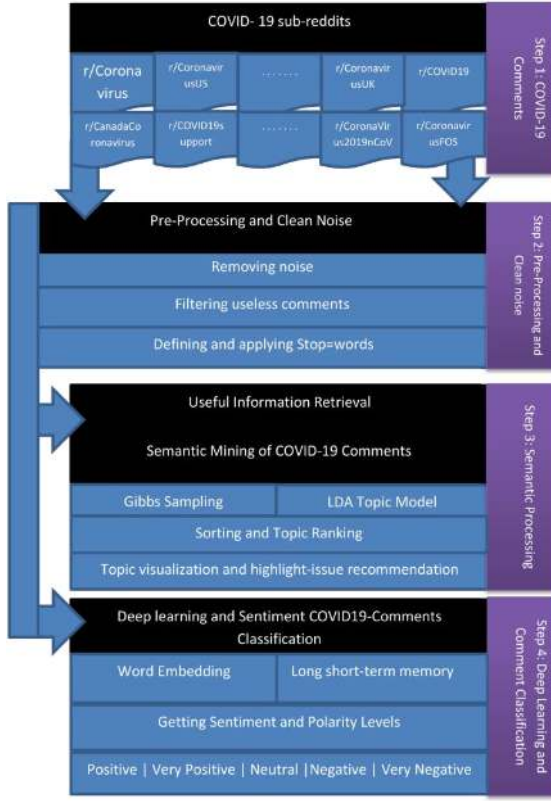 COVID- 19 sub-reddits
r/Corona
virus
r/Coronavir
usUS
.......
r/Coronavir
usUK
r/COVID19
r/CanadaCo
ronavirus
r/COVID19s
upport
.......
r/CoronaVir
us2019nCoV
r/Coronavir
usFOS
Step 1: COVID-19
Comments
Pre-Processing and Clean Noise
Removing noise
Filtering useless comments
Defining and applying Stop=words
Step 2: Pre-Processing and
Clean noise
Useful Information Retrieval
Semantic Mining of COVID-19 Comments
Gibbs Sampling
LDA Topic Model
Sorting and Topic Ranking
Topic visualization and highlight-issue recommendation
Step 3: Semantic Processing
Deep learning and Sentiment COVID19-Comments
Classification
Word Embedding
Long short-term memory
Getting Sentiment and Polarity Levels
Positive | Very Positive | Neutral |Negative | Very Negative
Step 4: Deep Learning and
Comment Classification